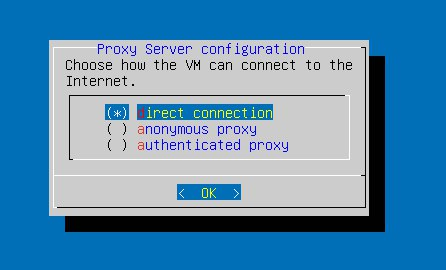 Proxy Server configuration
Choose how the VM can connect to the
Internet.
(*) direct connection
( ) anonymous proxy
( ) authenticated proxy
< OK >